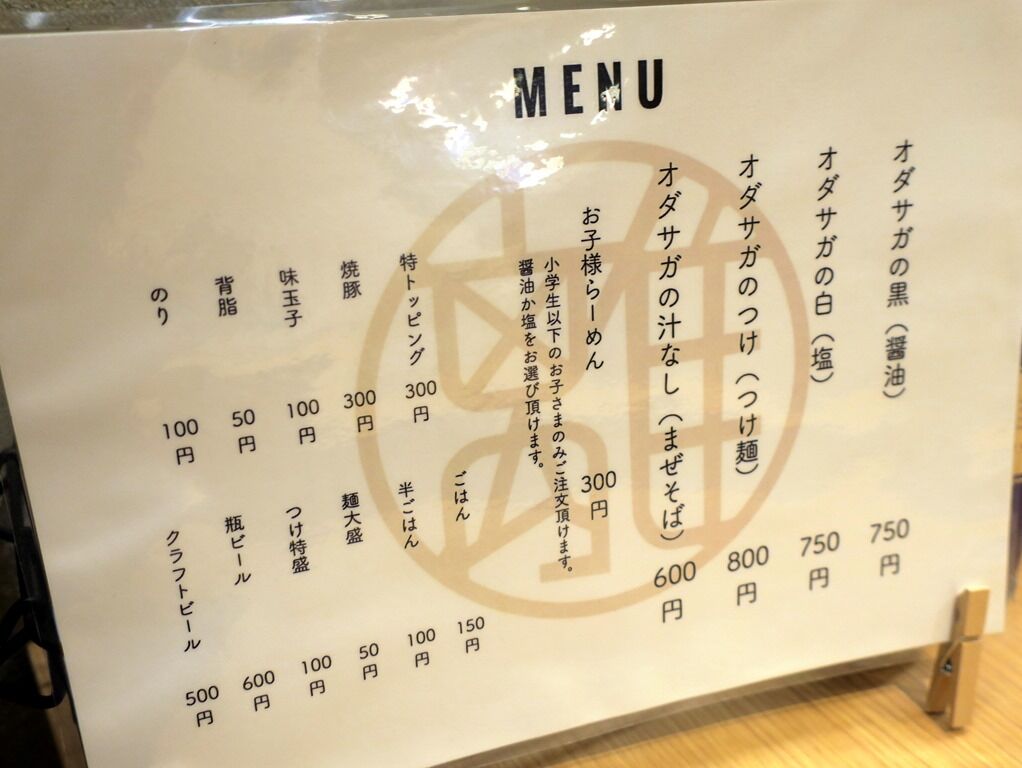 MENU
オダサガの黒（醤油） 750円
オダサガの白（塩） 750円
オダサガのつけ（つけ麺） 800円
オダサガの汁なし（まぜそば） 600円
お子様らーめん 300円
小学生以下のお子さまのみご注文頂けます。
醤油か塩をお選び頂けます。
特トッピング 300円
焼豚 300円
味玉子 100円
背脂 50円
のり 100円
ごはん 150円
半ごはん 100円
麺大盛 50円
つけ特盛 100円
瓶ビール 600円
クラフトビール 500円